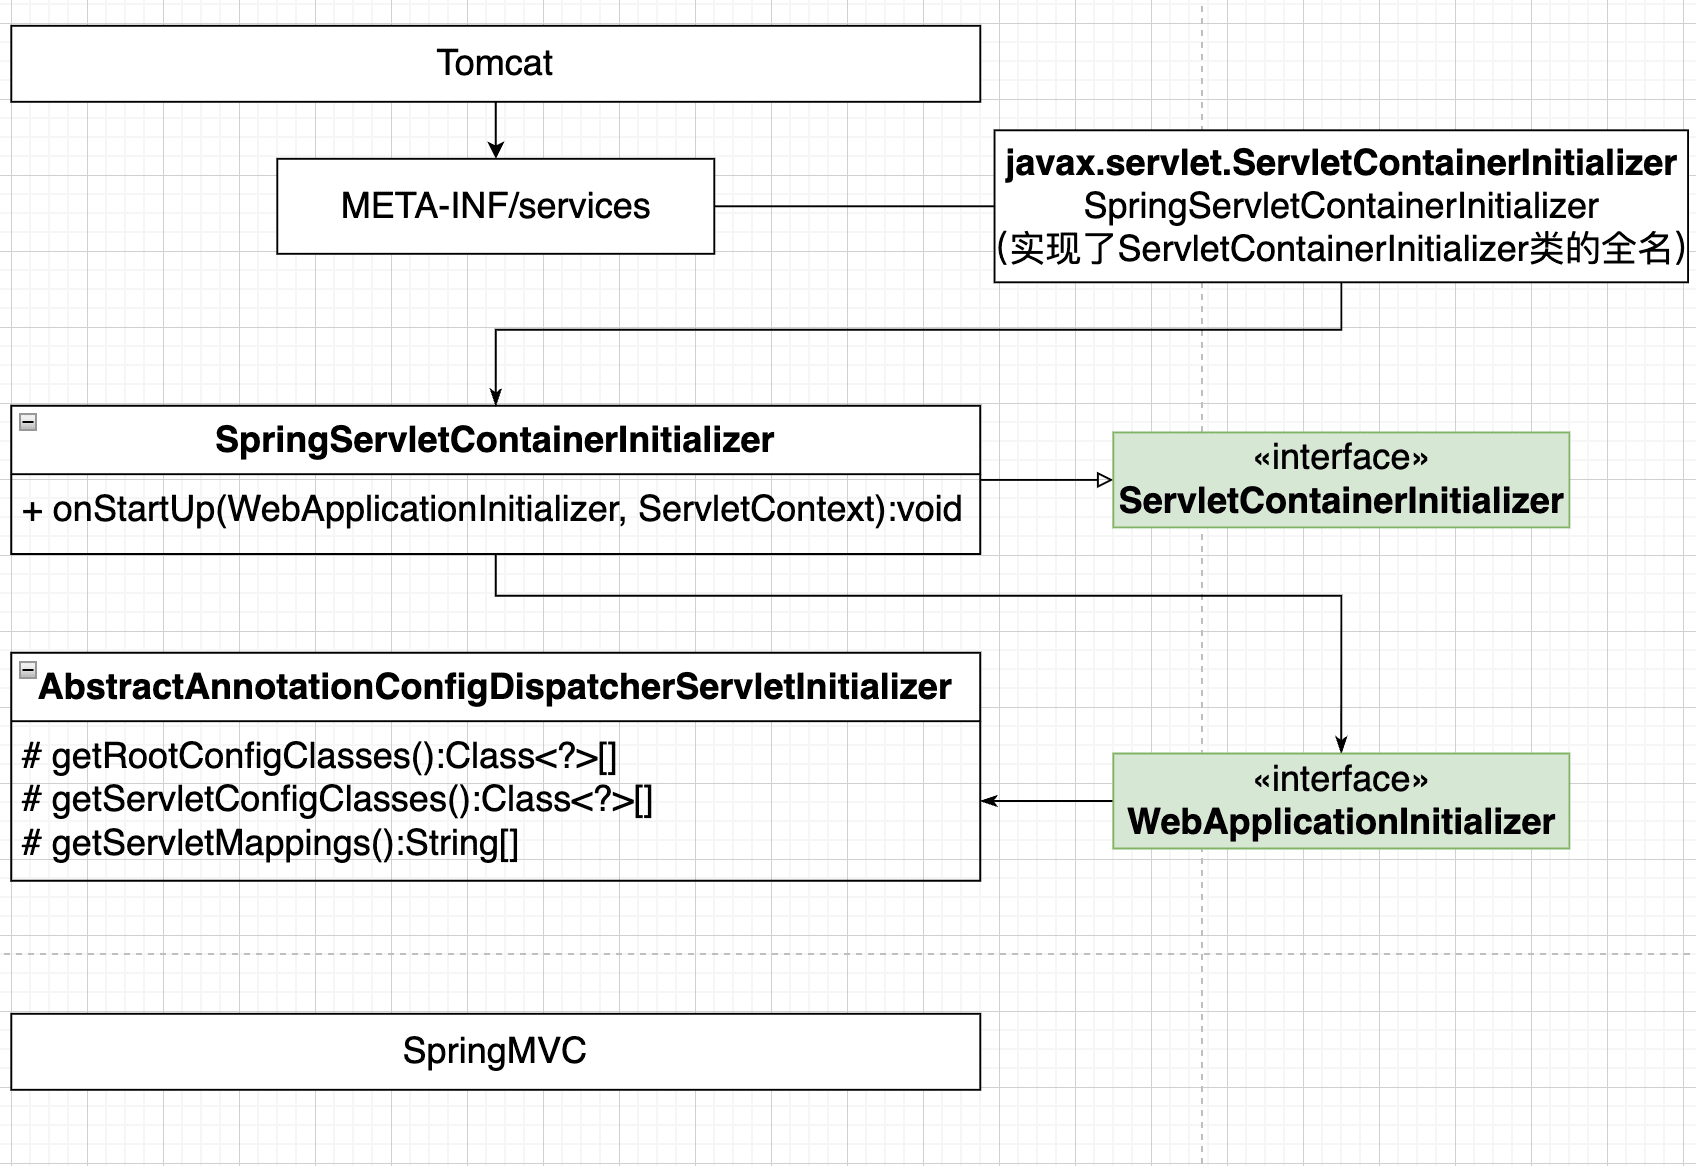 Tomcat
META-INF/services
javax.servlet.ServletContainerInitializer
SpringServletContainerInitializer
(实现了ServletContainerInitializer类的全名)
SpringServletContainerInitializer
+ onStartUp(WebApplicationInitializer, ServletContext):void
«interface»
ServletContainerInitializer
AbstractAnnotationConfigDispatcherServletInitializer
# getRootConfigClasses():Class<?>[]
# getServletConfigClasses():Class<?>[]
# getServletMappings():String[]
«interface»
WebApplicationInitializer
SpringMVC